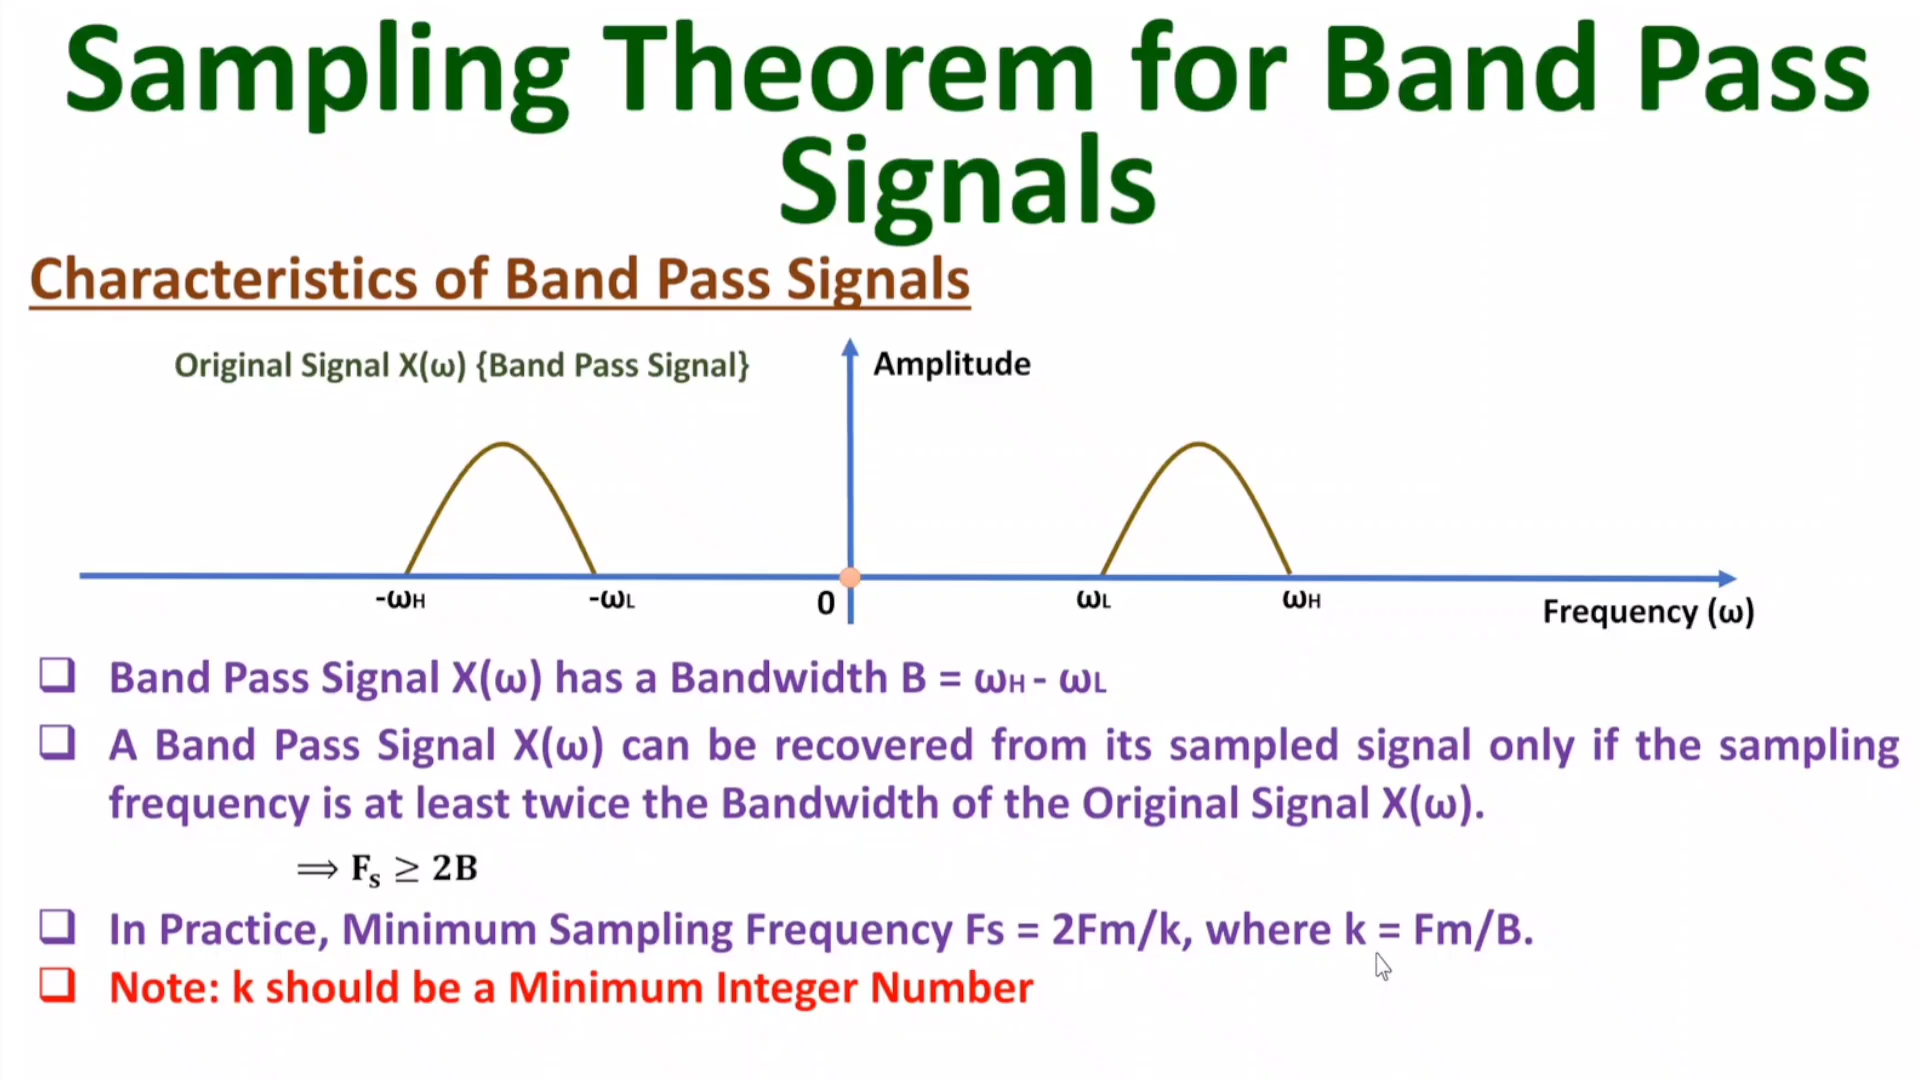 Sampling Theorem for Band Pass
Signals
Characteristics of Band Pass Signals
Original Signal X(ω) {Band Pass Signal}
Amplitude
-ωH
-ωL
0
ωL
ωH
Frequency (ω)
Band Pass Signal X(ω) has a Bandwidth B = ωH - ωL
A Band Pass Signal X(ω) can be recovered from its sampled signal only if the sampling
frequency is at least twice the Bandwidth of the Original Signal X(ω).
⟹ Fs ≥ 2B
In Practice, Minimum Sampling Frequency Fs = 2Fm/k, where k = Fm/B.
Note: k should be a Minimum Integer Number